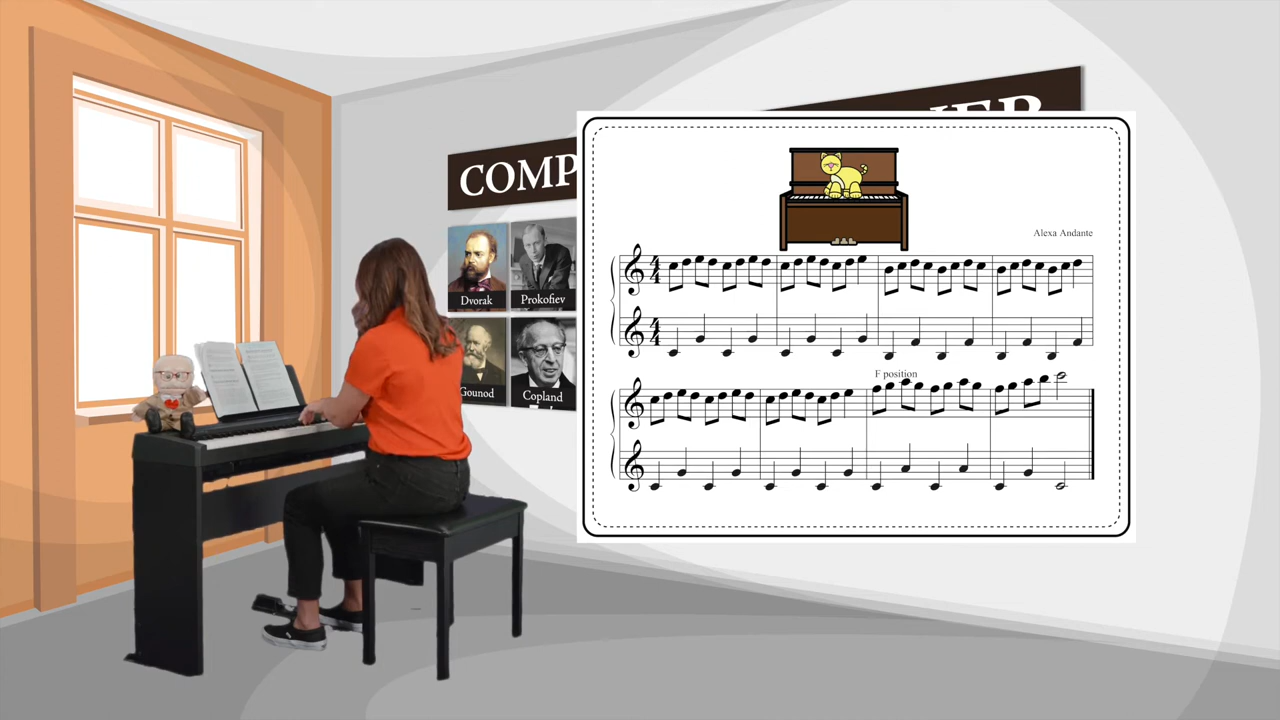 COMP
Dvorak
Prokofiev
Gounod
Copland
Alexa Andante
F position